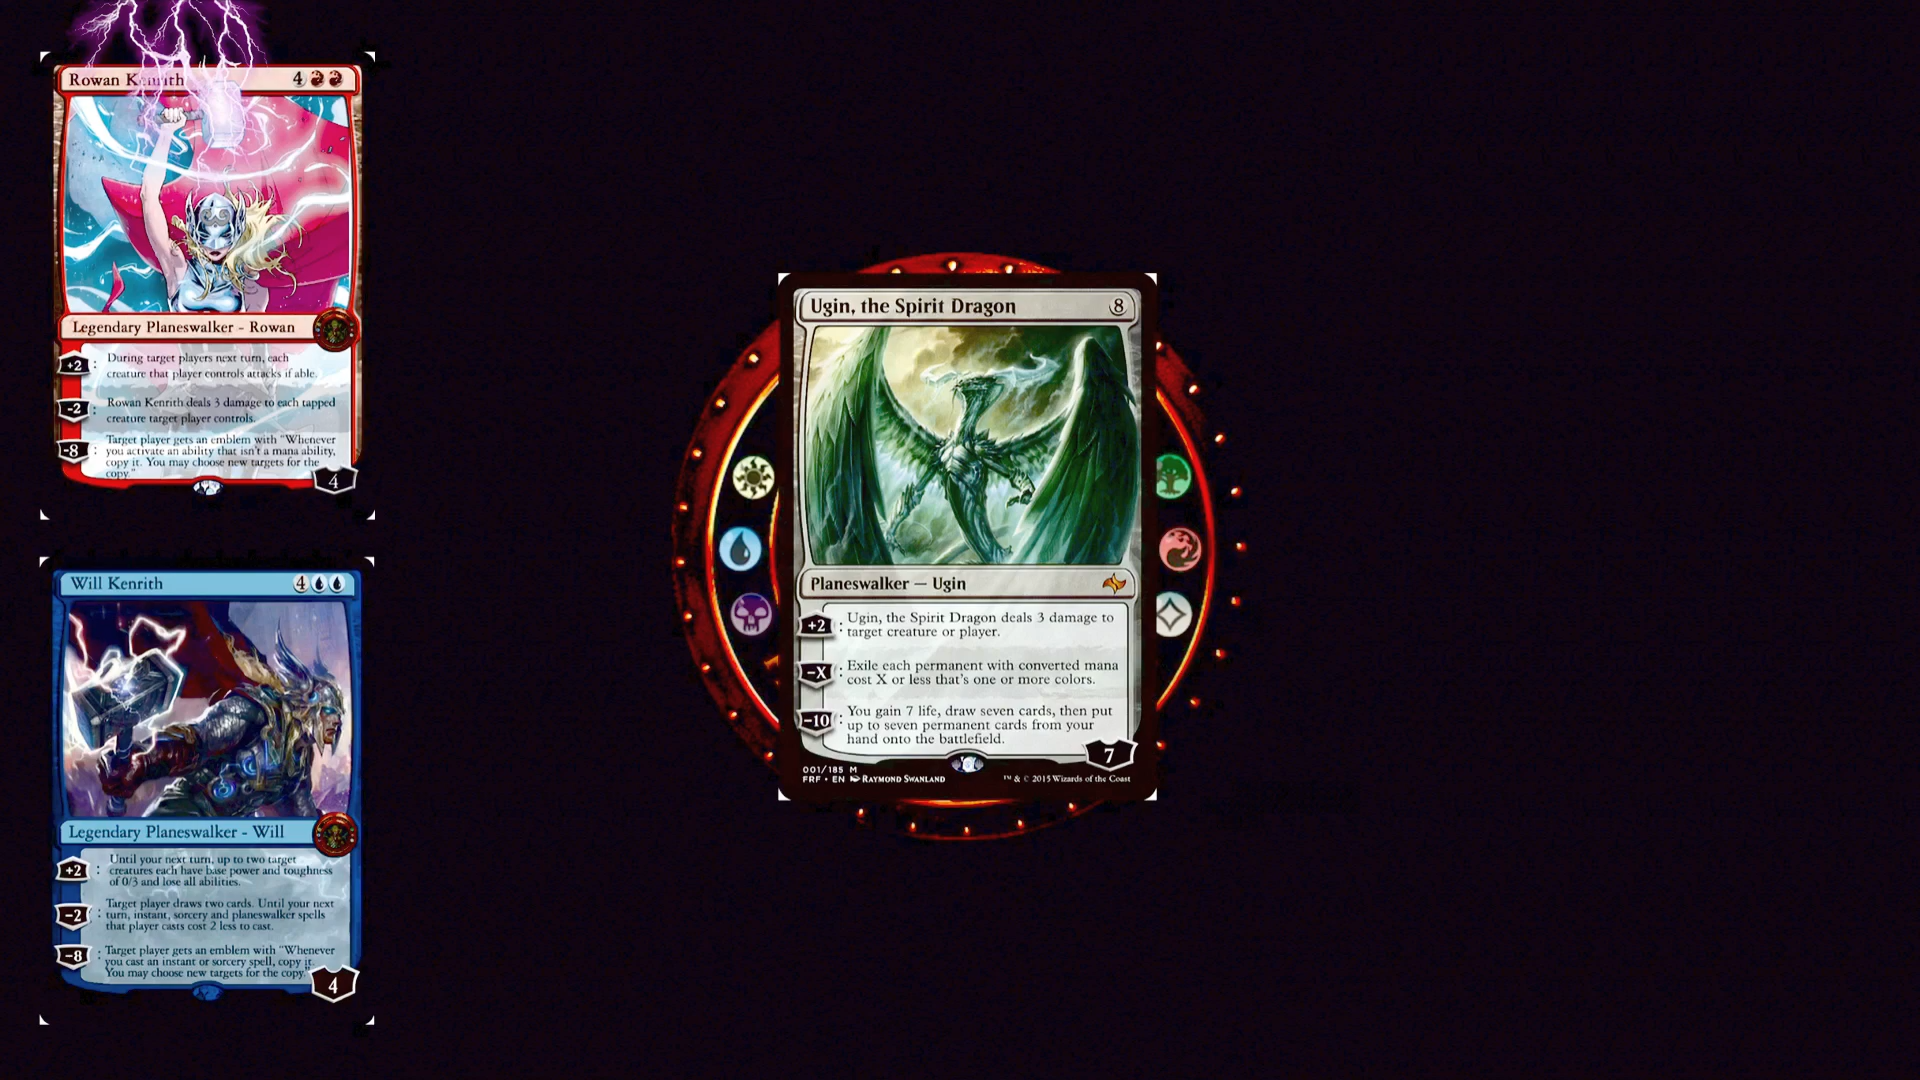 Rowan Kenrith 4
Legendary Planeswalker - Rowan
+2 : During target players next turn, each
creature that player controls attacks if able.
-2 : Rowan Kenrith deals 3 damage to each tapped
creature target player controls.
-8 : Target player gets an emblem with "Whenever
you activate an ability that isn't a mana ability,
copy it. You may choose new targets for the
copy."
4
Will Kenrith 4
Legendary Planeswalker - Will
+2 : Until your next turn, up to two target
creatures each have base power and toughness
of 0/3 and lose all abilities.
-2 : Target player draws two cards. Until your next
turn, instant, sorcery and planeswalker spells
that player casts cost 2 less to cast.
-8 : Target player gets an emblem with "Whenever
you cast an instant or sorcery spell, copy it.
You may choose new targets for the copy."
4
Ugin, the Spirit Dragon 8
Planeswalker — Ugin
+2 : Ugin, the Spirit Dragon deals 3 damage to
target creature or player.
-X : Exile each permanent with converted mana
cost X or less that's one or more colors.
-10 : You gain 7 life, draw seven cards, then put
up to seven permanent cards from your
hand onto the battlefield.
7
001/185 M
FRF • EN Raymond Swanland ™ & © 2015 Wizards of the Coast